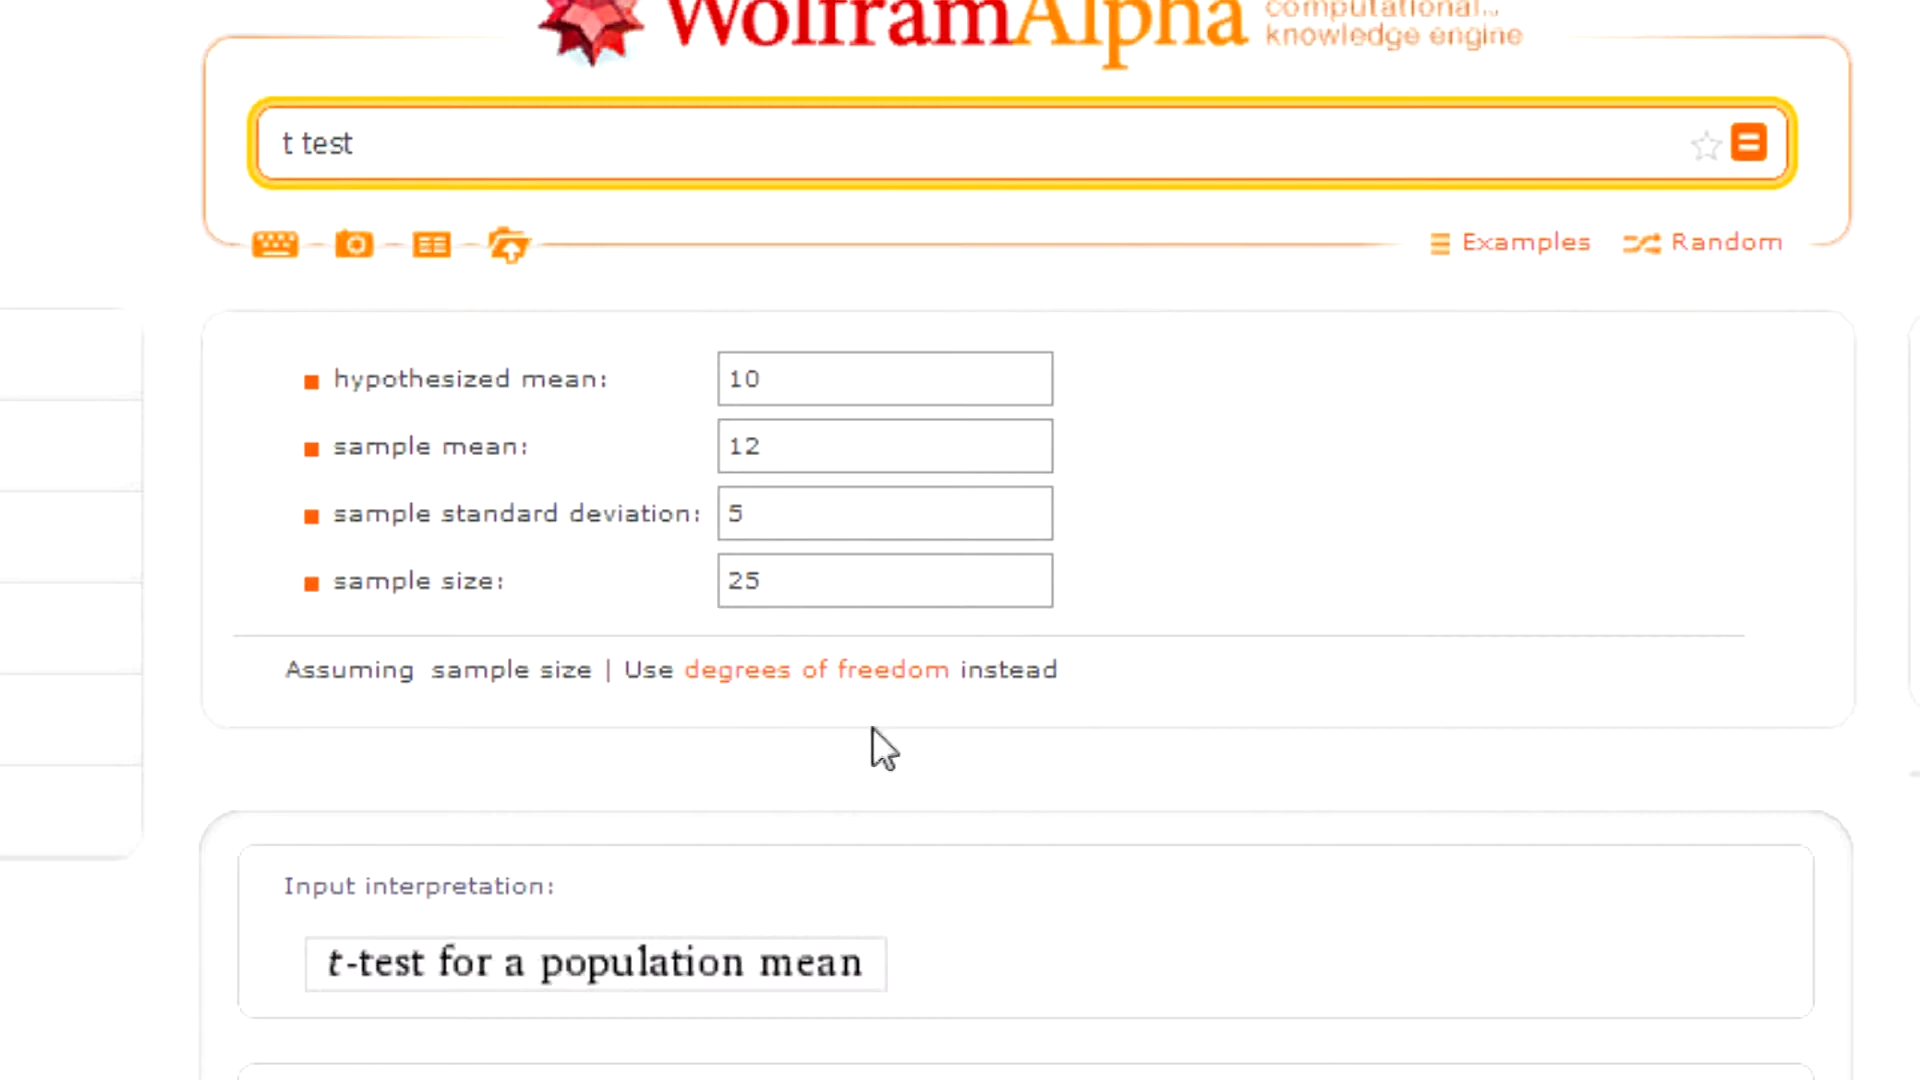 WolframAlpha computational...
knowledge engine
t test
Examples Random
hypothesized mean: 10
sample mean: 12
sample standard deviation: 5
sample size: 25
Assuming sample size | Use degrees of freedom instead
Input interpretation:
t-test for a population mean